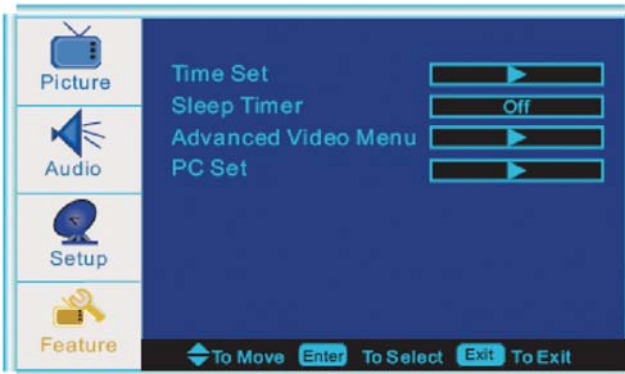 Picture
Audio
Setup
Feature
Time Set
Sleep Timer Off
Advanced Video Menu
PC Set
To Move Enter To Select Exit To Exit